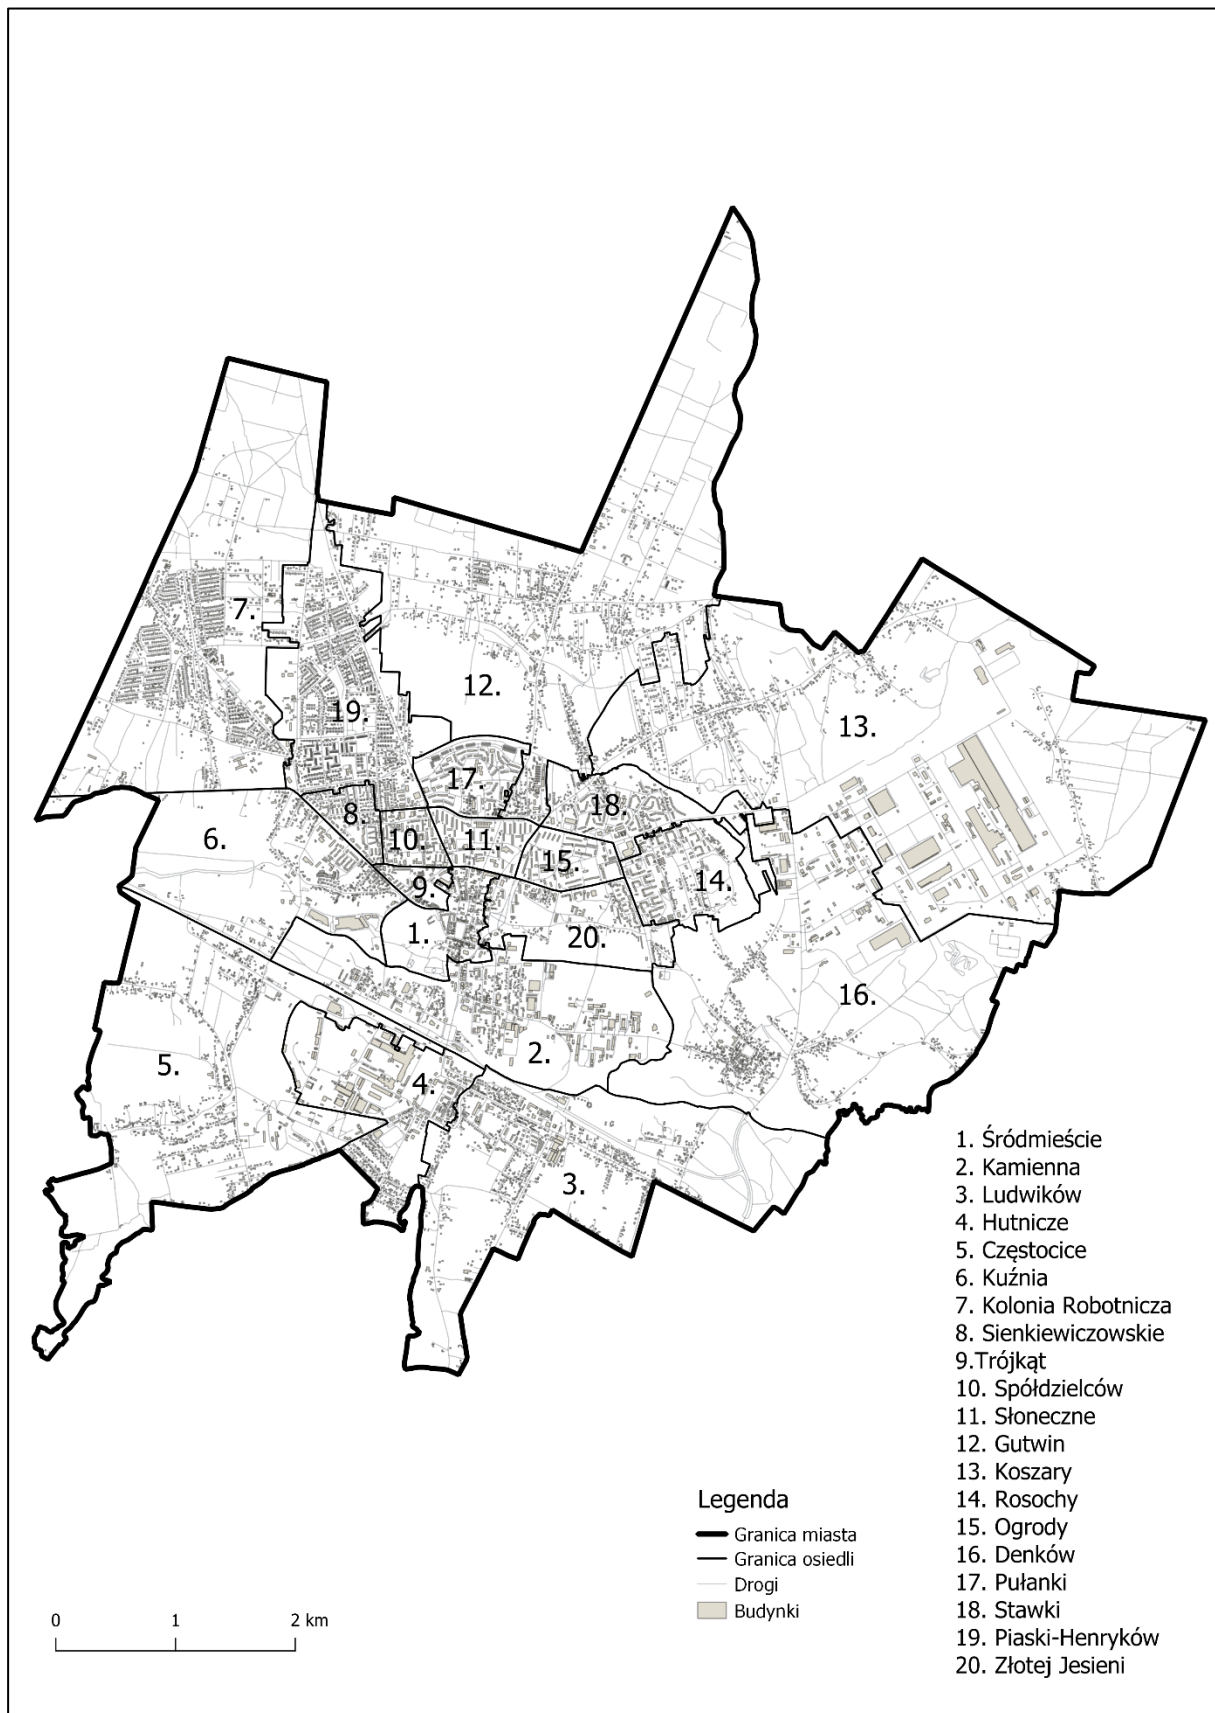 7.
12.
19.
13.
17.
18.
8.
6.
10.
11.
15.
14.
9.
1.
20.
16.
2.
5.
4.
3.
1. Śródmieście
2. Kamienna
3. Ludwików
4. Hutnicze
5. Częstocice
6. Kuźnia
7. Kolonia Robotnicza
8. Sienkiewiczowskie
9.Trójkąt
10. Spółdzielców
11. Słoneczne
12. Gutwin
13. Koszary
14. Rosochy
15. Ogrody
16. Denków
17. Pułanki
18. Stawki
19. Piaski-Henryków
20. Złotej Jesieni
Legenda
Granica miasta
Granica osiedli
Drogi
Budynki
0 1 2 km